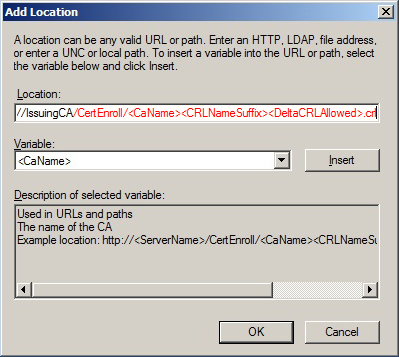 Add Location
A location can be any valid URL or path. Enter an HTTP, LDAP, file address,
or enter a UNC or local path. To insert a variable into the URL or path, select
the variable below and click Insert.
Location:
//IssuingCA/CertEnroll/<CaName><CRLNameSuffix><DeltaCRLAllowed>.crl
Variable:
<CaName>
Insert
Description of selected variable:
Used in URLs and paths
The name of the CA
Example location: http://<ServerName>/CertEnroll/<CaName><CRLNameSu
OK
Cancel